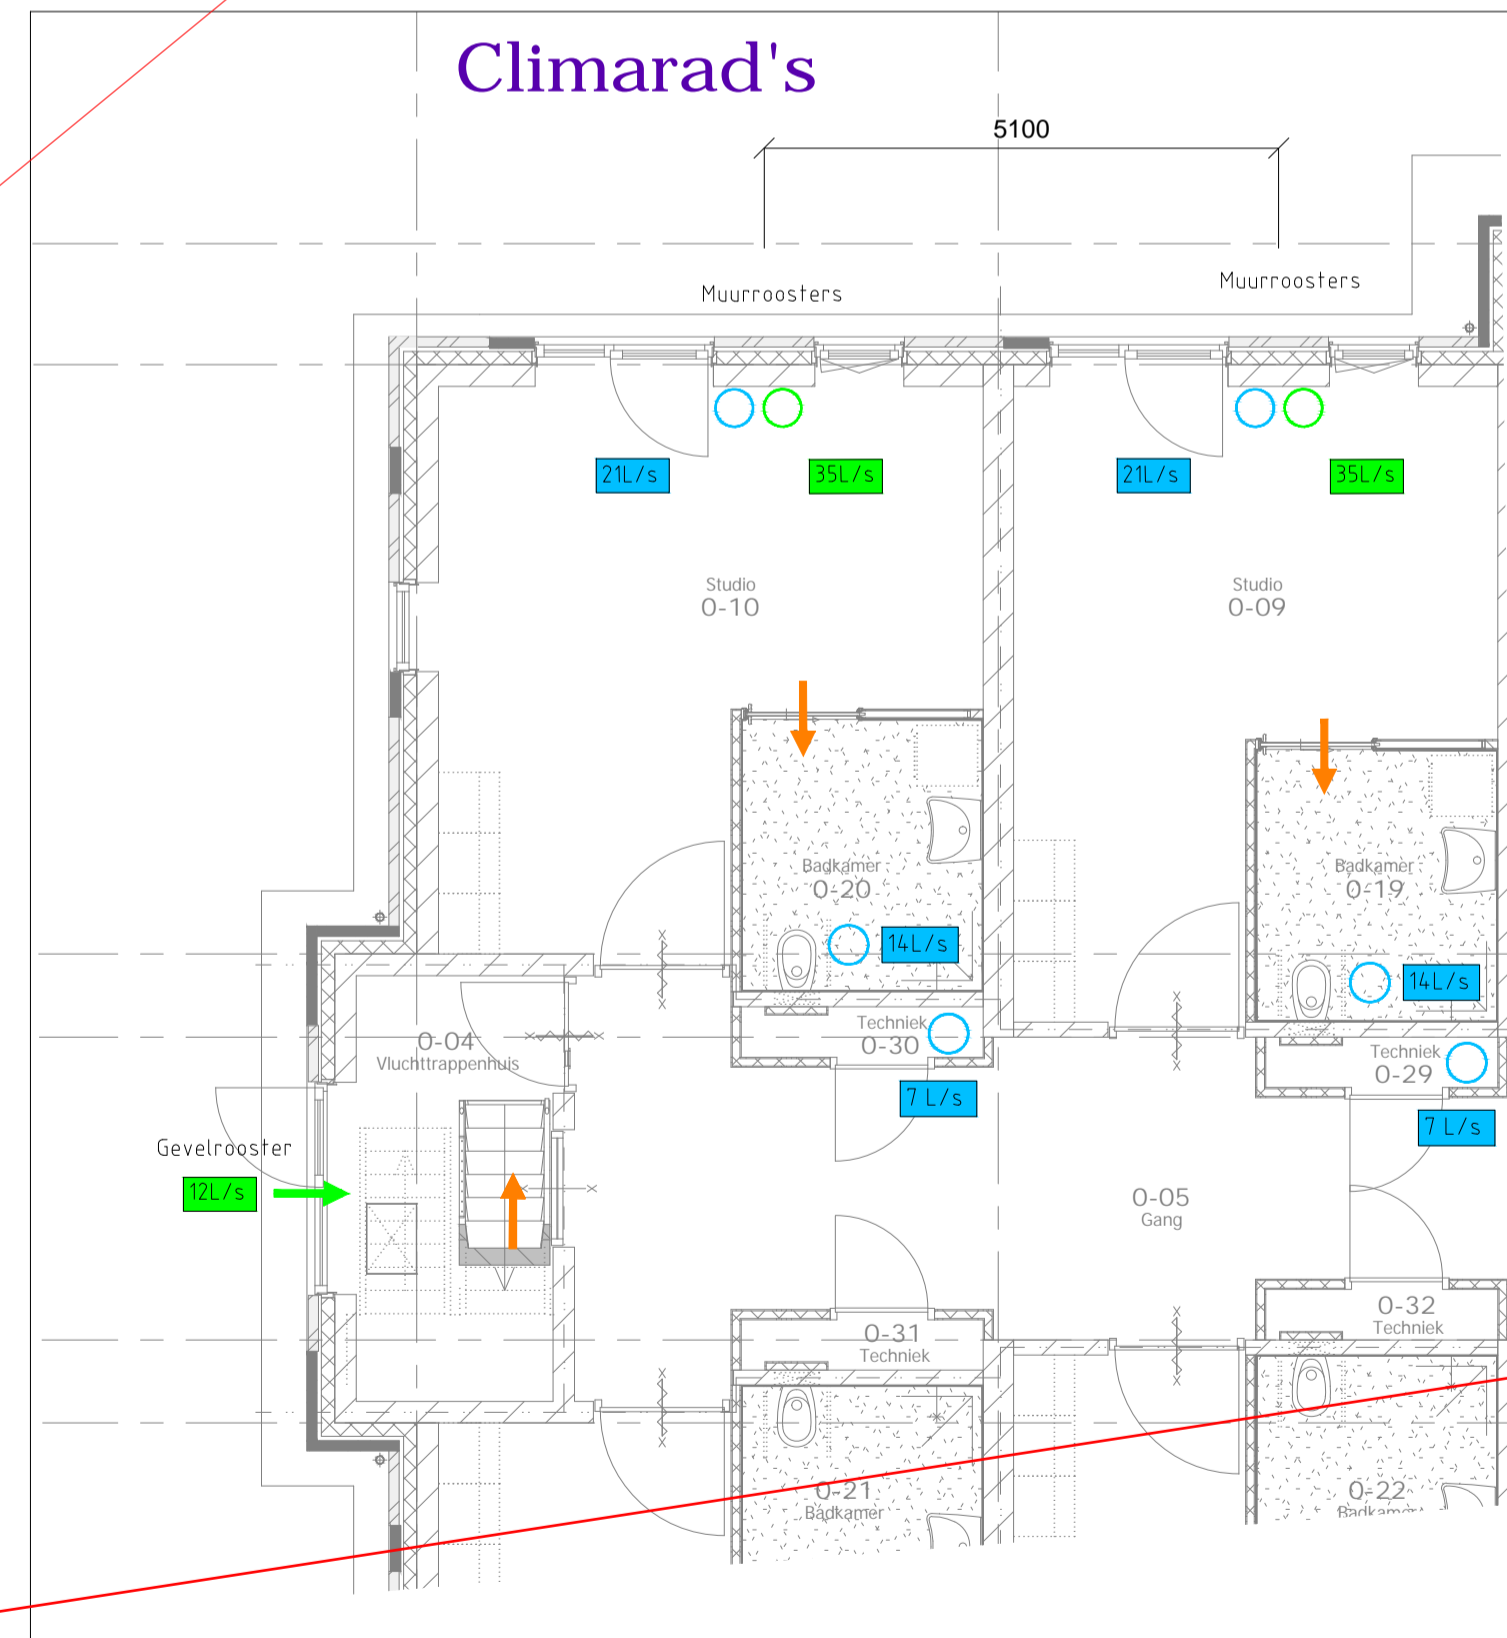 Climarad's
5100
Muurroosters
Muurroosters
21L/s
35L/s
21L/s
35L/s
Studio
0-10
Studio
0-09
Badkamer
0-20
Badkamer
0-19
14L/s
14L/s
Techniek
0-30
0-04
Vluchttrappenhuis
Techniek
0-29
7 L/s
7 L/s
Gevelrooster
12L/s
0-05
Gang
0-31
Techniek
0-32
Techniek
0-21
Badkamer
0-22
Badkamer